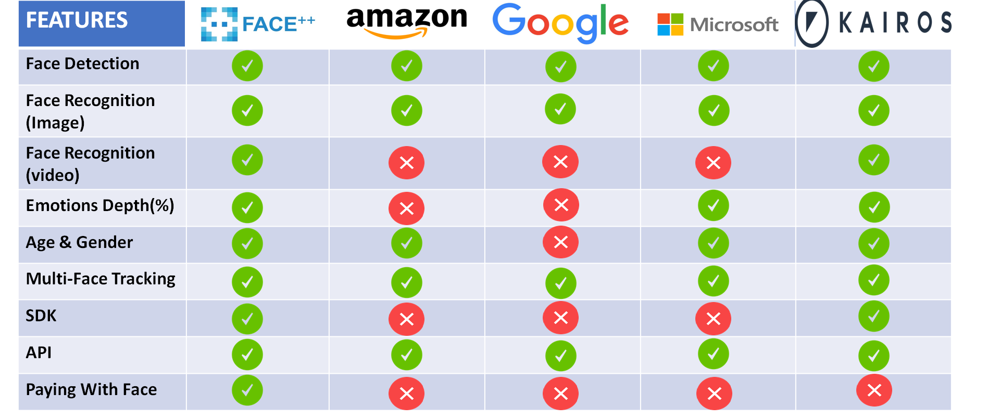 FEATURES FACE++ amazon Google Microsoft KAIROS
Face Detection
Face Recognition
(Image)
Face Recognition
(video)
Emotions Depth(%)
Age & Gender
Multi-Face Tracking
SDK
API
Paying With Face